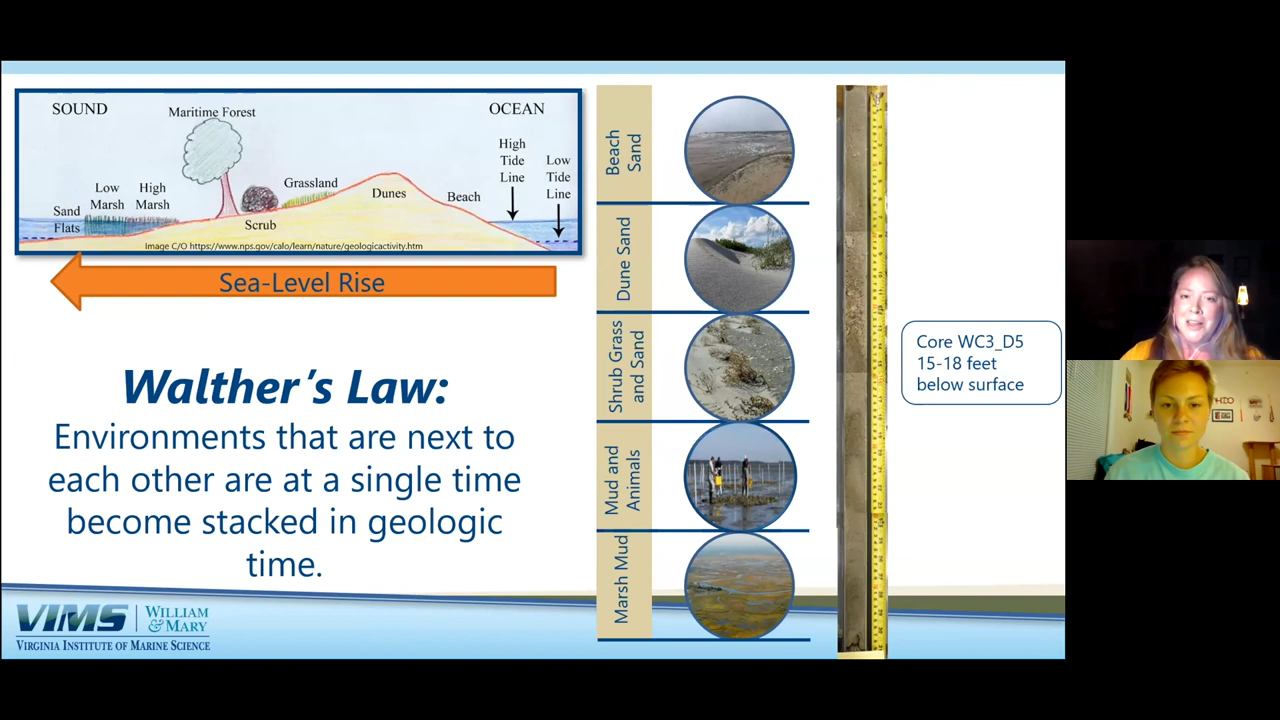 SOUND
Maritime Forest
OCEAN
High
Tide
Line
Low
Tide
Line
Low
Marsh
High
Marsh
Grassland
Dunes
Beach
Sand
Flats
Scrub
Image C/O https://www.nps.gov/calo/learn/nature/geologicactivity.htm
Sea-Level Rise
Walther's Law:
Environments that are next to
each other are at a single time
become stacked in geologic
time.
Beach
Sand
Dune Sand
Shrub Grass
and Sand
Mud and
Animals
Marsh Mud
Core WC3_D5
15-18 feet
below surface
VIMS
WILLIAM
& MARY
VIRGINIA INSTITUTE OF MARINE SCIENCE